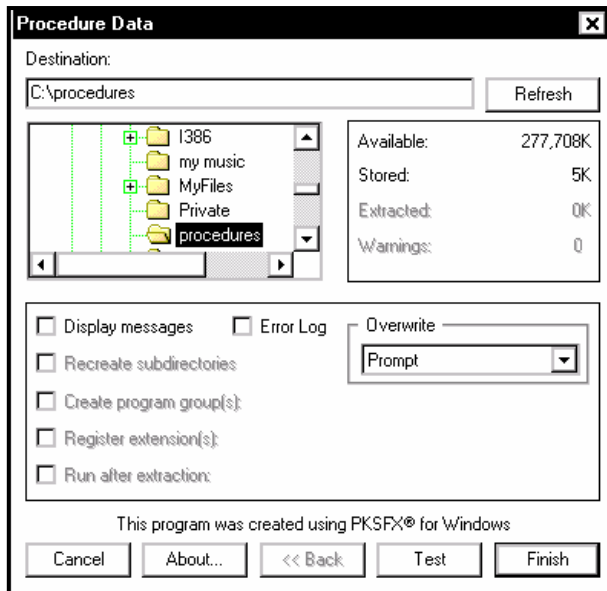 Procedure Data
Destination:
C:\procedures
Refresh
I386
my music
MyFiles
Private
procedures
Available: 277,708K
Stored: 5K
Extracted: 0K
Warnings: 0
Display messages
Error Log
Overwrite
Prompt
Recreate subdirectories
Create program group(s):
Register extension(s):
Run after extraction:
This program was created using PKSFX® for Windows
Cancel
About...
<< Back
Test
Finish